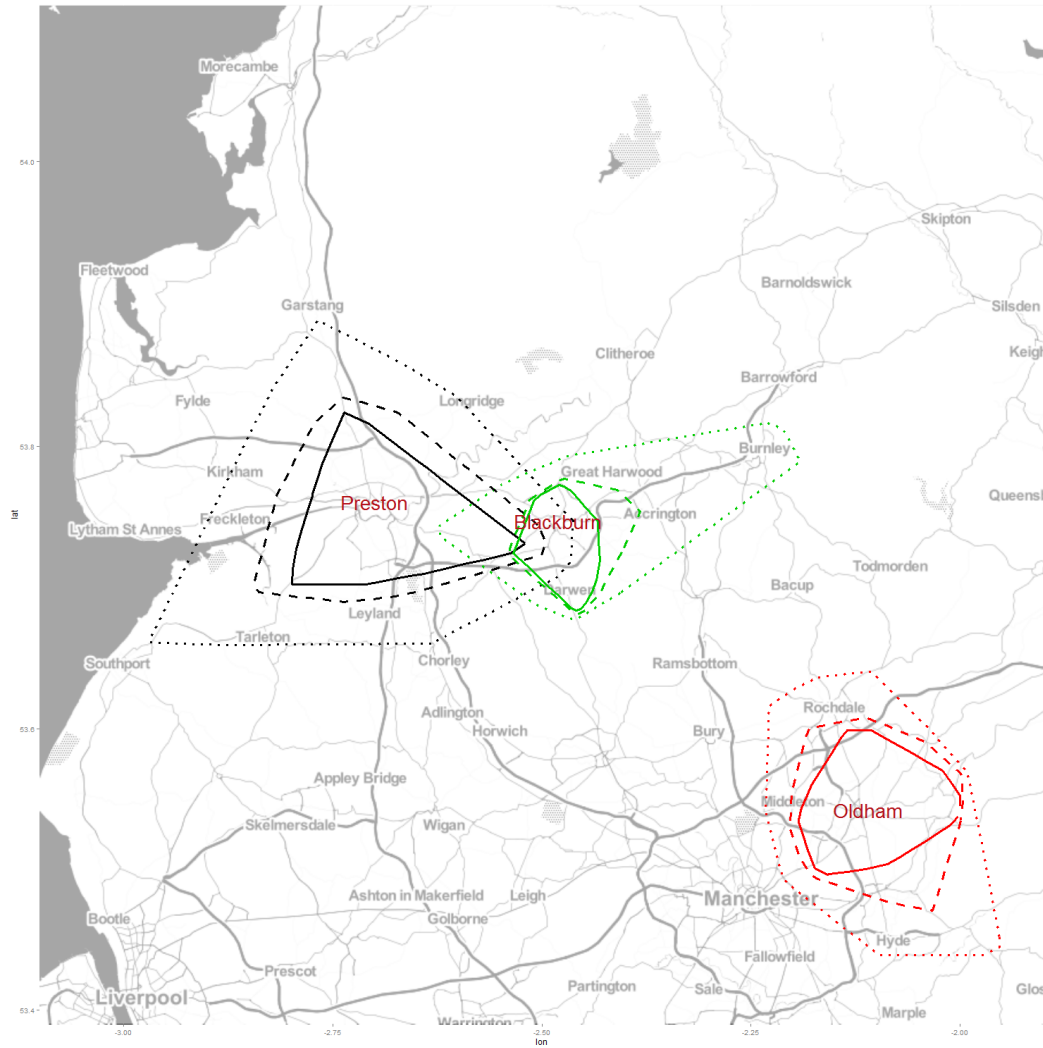 Morecambe
54.0
Skipton
Fleetwood
Barnoldswick
Garstang
Silsden
Clitheroe
Keigh
Barrowford
Fylde
Longridge
53.8
Burnley
Kirkham
Great Harwood
Queensb
Preston
lat
Freckleton
Blackburn
Accrington
Lytham St Annes
Todmorden
Bacup
Darwen
Leyland
Tarleton
Southport
Chorley
Ramsbottom
Rochdale
Adlington
53.6
Horwich
Bury
Appley Bridge
Middleton
Oldham
Skelmersdale
Wigan
Ashton in Makerfield
Leigh
Manchester
Bootle
Golborne
Hyde
Fallowfield
Prescot
Partington
Sale
Glos
Liverpool
53.4
Warrington
Marple
-3.00
-2.75
-2.50
-2.25
-2.00
lon